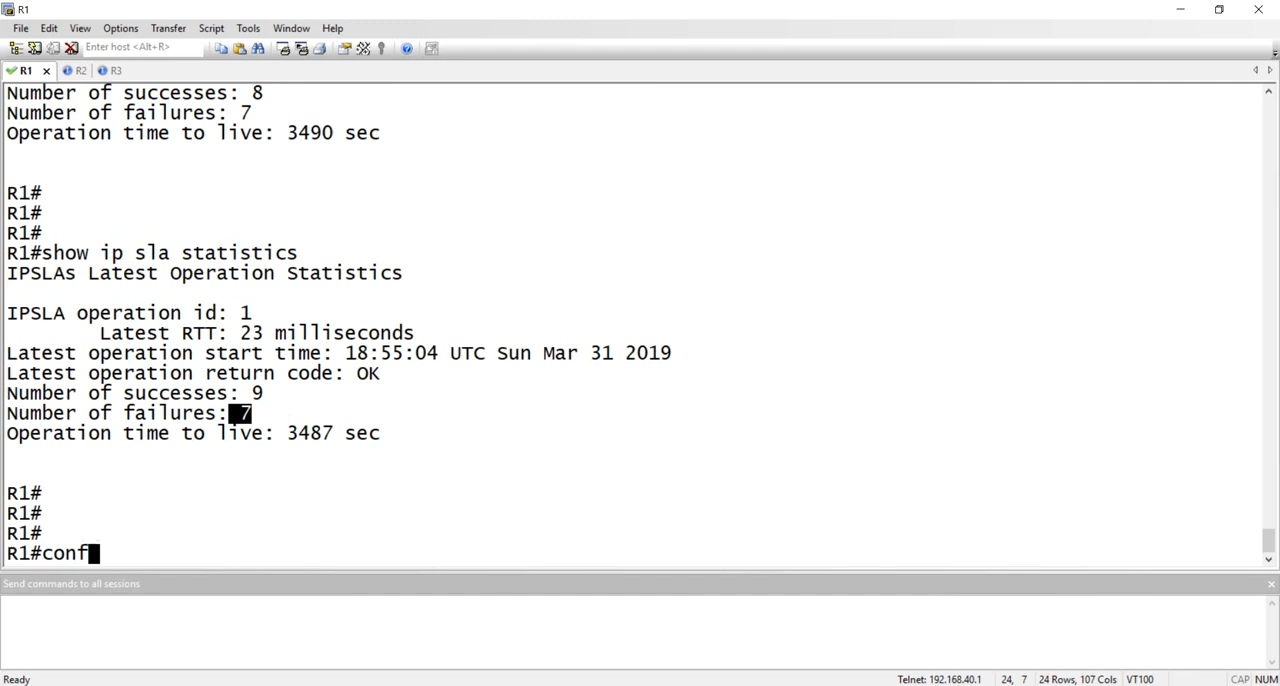 R1
File Edit View Options Transfer Script Tools Window Help
Enter host <Alt+R>
R1 R2 R3
Number of successes: 8
Number of failures: 7
Operation time to live: 3490 sec
R1#
R1#
R1#
R1#show ip sla statistics
IPSLAs Latest Operation Statistics
IPSLA operation id: 1
Latest RTT: 23 milliseconds
Latest operation start time: 18:55:04 UTC Sun Mar 31 2019
Latest operation return code: OK
Number of successes: 9
Number of failures: 7
Operation time to live: 3487 sec
R1#
R1#
R1#
R1#conf
Send commands to all sessions
Ready Telnet: 192.168.40.1 24, 7 24 Rows, 107 Cols VT100 CAP NUM